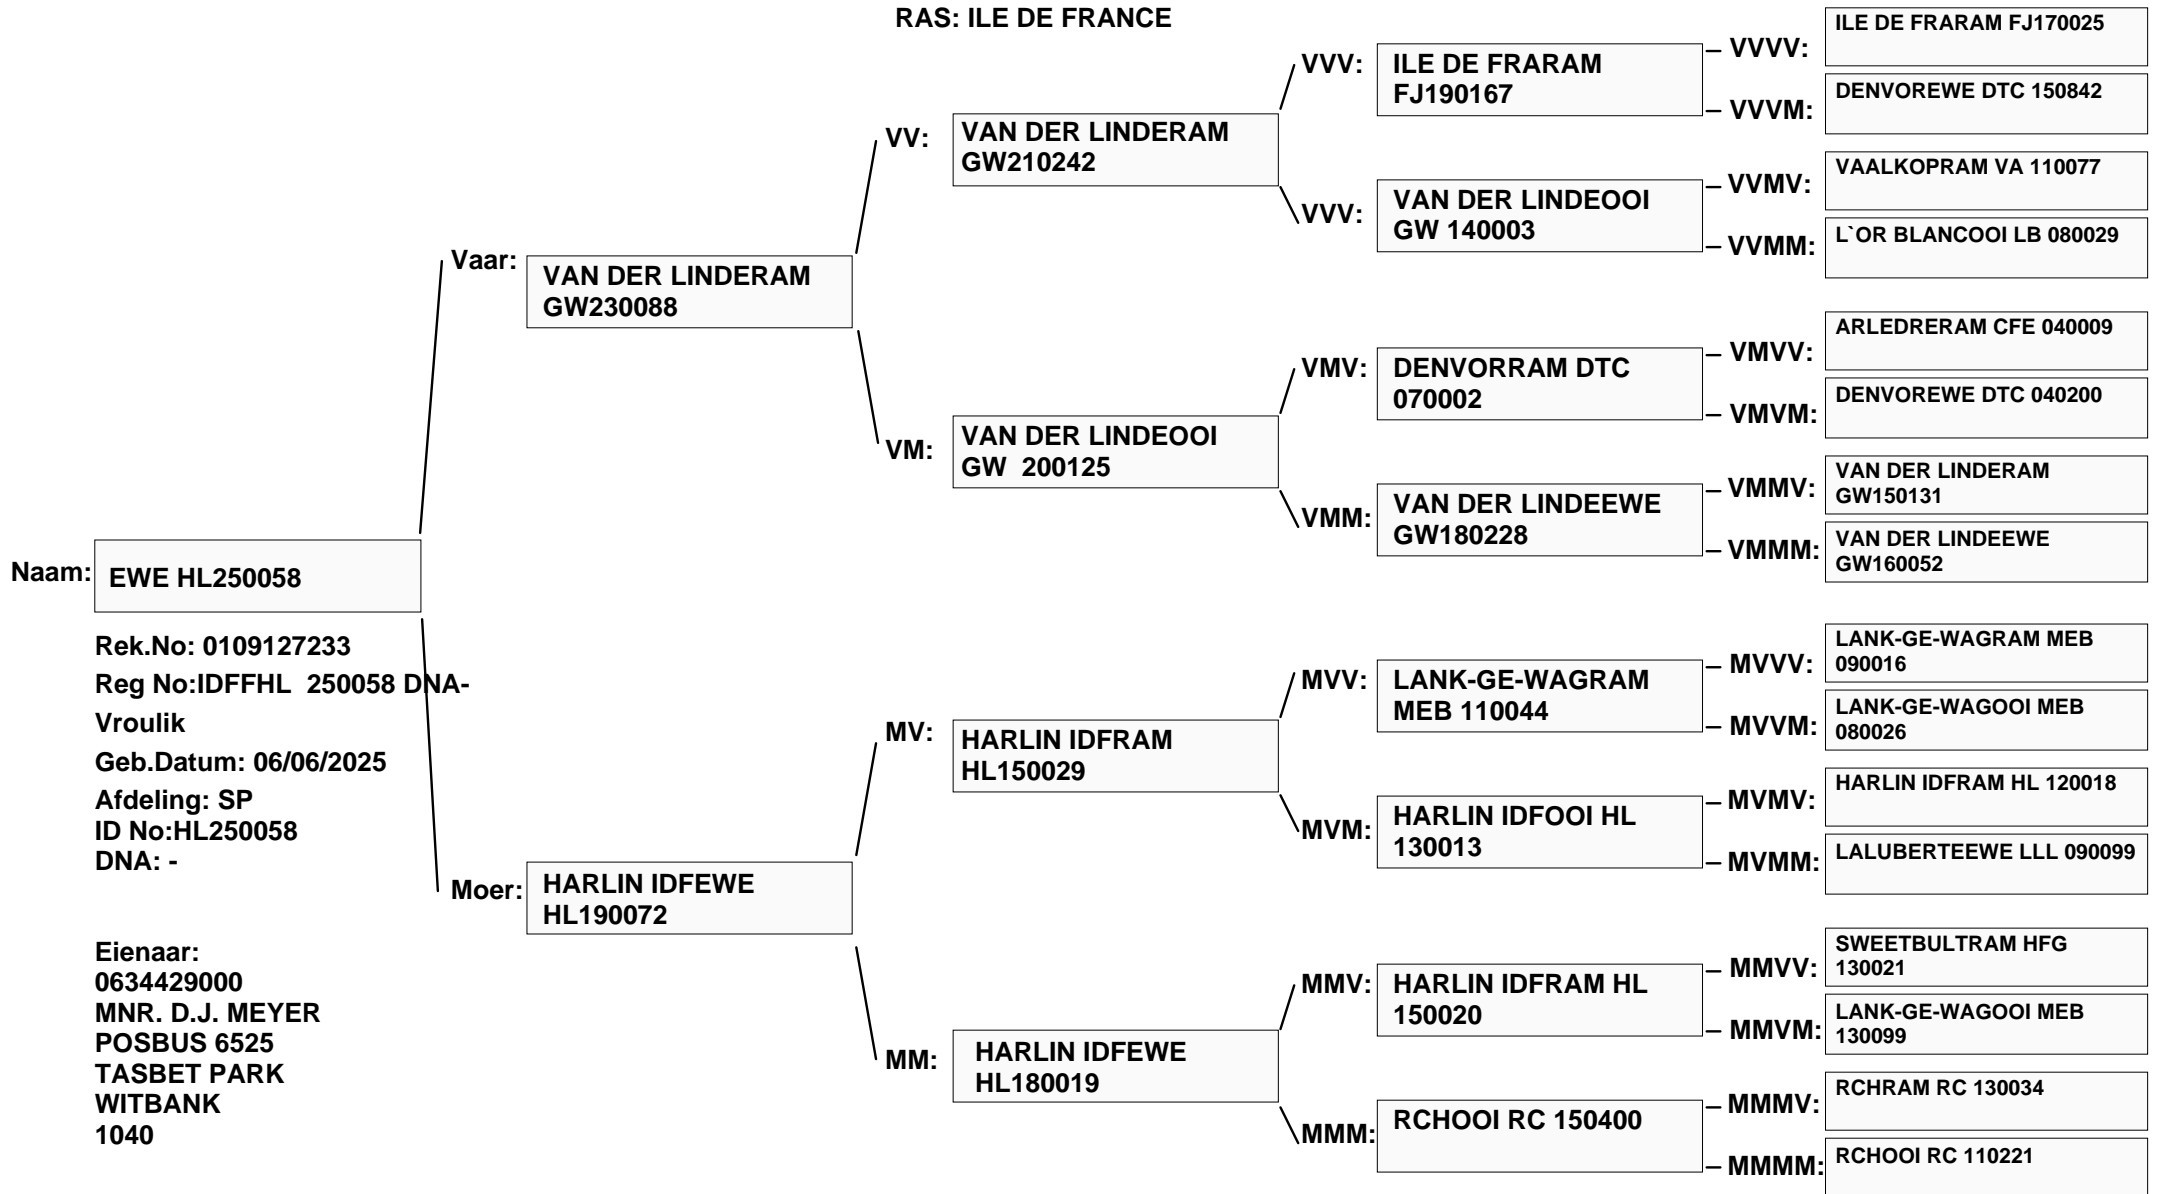 RAS: ILE DE FRANCE
Naam:
EWE HL250058
Rek.No: 0109127233
Reg No:IDFFHL  250058 DNA-
Vroulik
Geb.Datum: 06/06/2025
Afdeling: SP
ID No:HL250058
DNA: -
Eienaar:
0634429000
MNR. D.J. MEYER
POSBUS 6525
TASBET PARK
WITBANK
1040
Vaar:
VAN DER LINDERAM
GW230088
Moer:
HARLIN IDFEWE
HL190072
VV:
VAN DER LINDERAM
GW210242
VM:
VAN DER LINDEOOI
GW  200125
MV:
HARLIN IDFRAM
HL150029
MM:
HARLIN IDFEWE
HL180019
VVV:
ILE DE FRARAM
FJ190167
VVV:
VAN DER LINDEOOI
GW 140003
VMV:
DENVORRAM DTC
070002
VMM:
VAN DER LINDEEWE
GW180228
MVV:
LANK-GE-WAGRAM
MEB 110044
MVM:
HARLIN IDFOOI HL
130013
MMV:
HARLIN IDFRAM HL
150020
MMM:
RCHOOI RC 150400
VVVV:
ILE DE FRARAM FJ170025
VVVM:
DENVOREWE DTC 150842
VVMV:
VAALKOPRAM VA 110077
VVMM:
L`OR BLANCOOI LB 080029
VMVV:
ARLEDRERAM CFE 040009
VMVM:
DENVOREWE DTC 040200
VMMV:
VAN DER LINDERAM
GW150131
VMMM:
VAN DER LINDEEWE
GW160052
MVVV:
LANK-GE-WAGRAM MEB
090016
MVVM:
LANK-GE-WAGOOI MEB
080026
MVMV:
HARLIN IDFRAM HL 120018
MVMM:
LALUBERTEEWE LLL 090099
MMVV:
SWEETBULTRAM HFG
130021
MMVM:
LANK-GE-WAGOOI MEB
130099
MMMV:
RCHRAM RC 130034
MMMM:
RCHOOI RC 110221